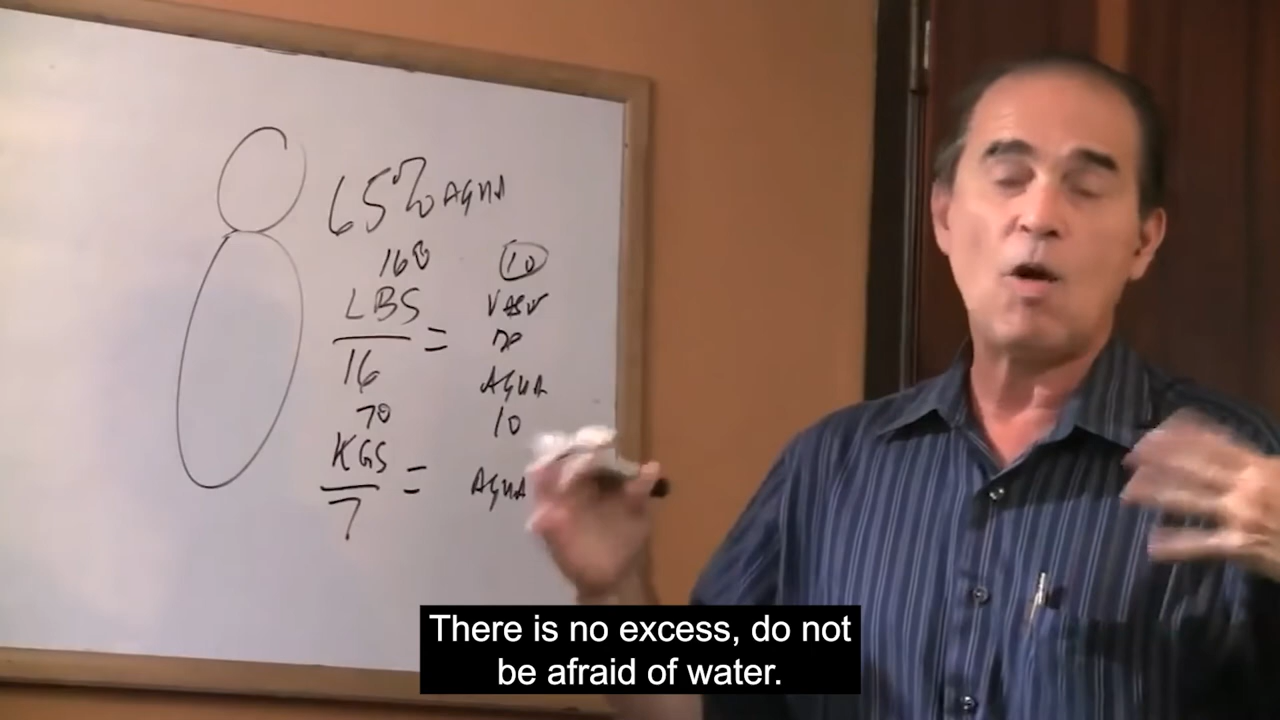 65% AGUA
160
LBS
16
=
10
VASO
DE
AGUA
70
KGS
7
=
10
AGUA
There is no excess, do not
be afraid of water.